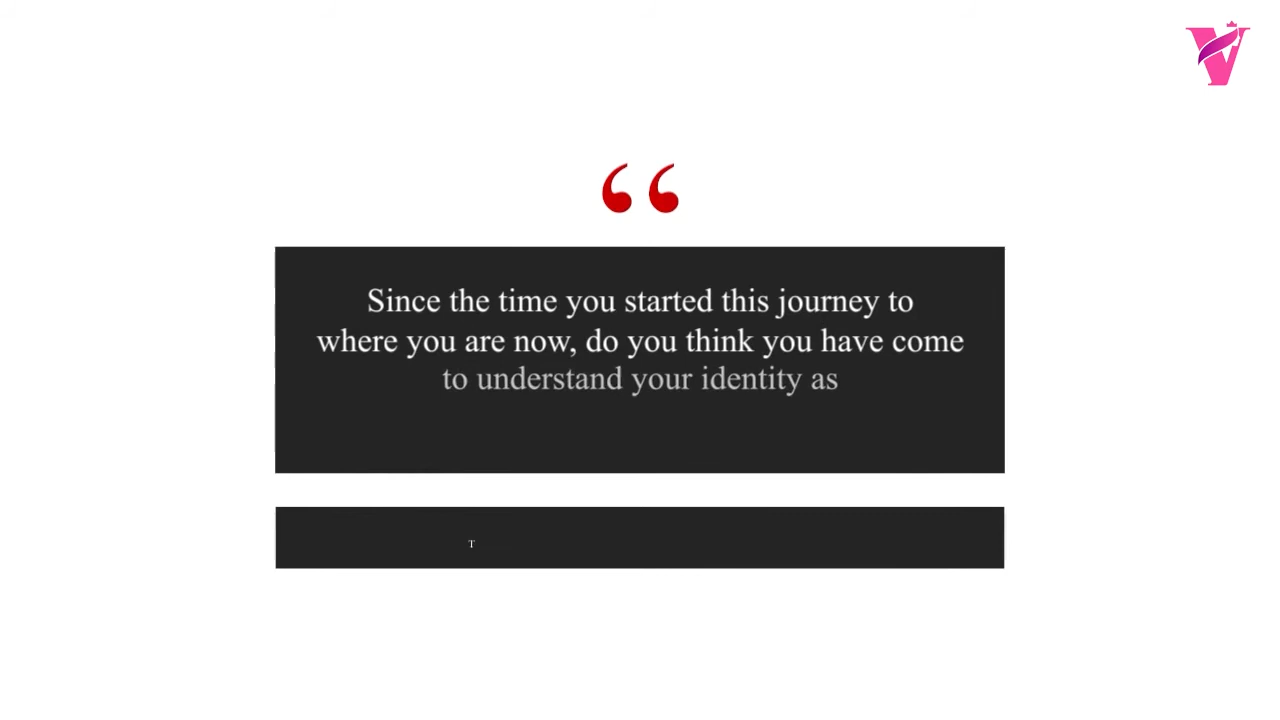 V
Since the time you started this journey to
where you are now, do you think you have come
to understand your identity as
T